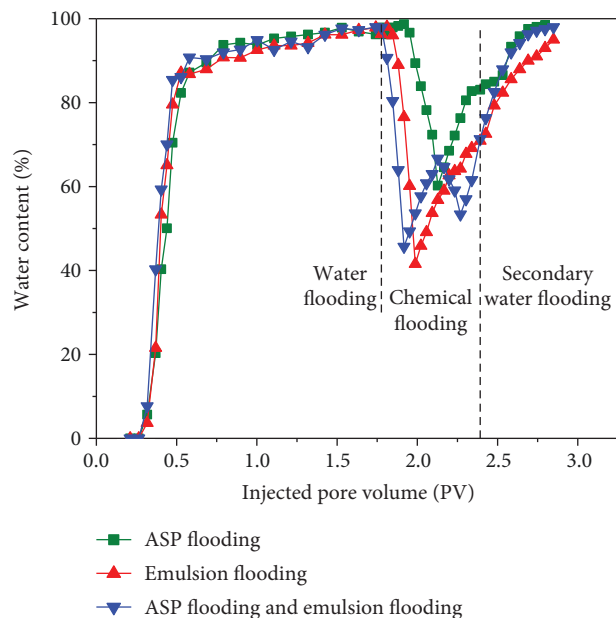 100
80
60
40
20
0
Water content (%)
Water
flooding
Chemical
flooding
Secondary
water flooding
0.0 0.5 1.0 1.5 2.0 2.5 3.0
Injected pore volume (PV)
ASP flooding
Emulsion flooding
ASP flooding and emulsion flooding